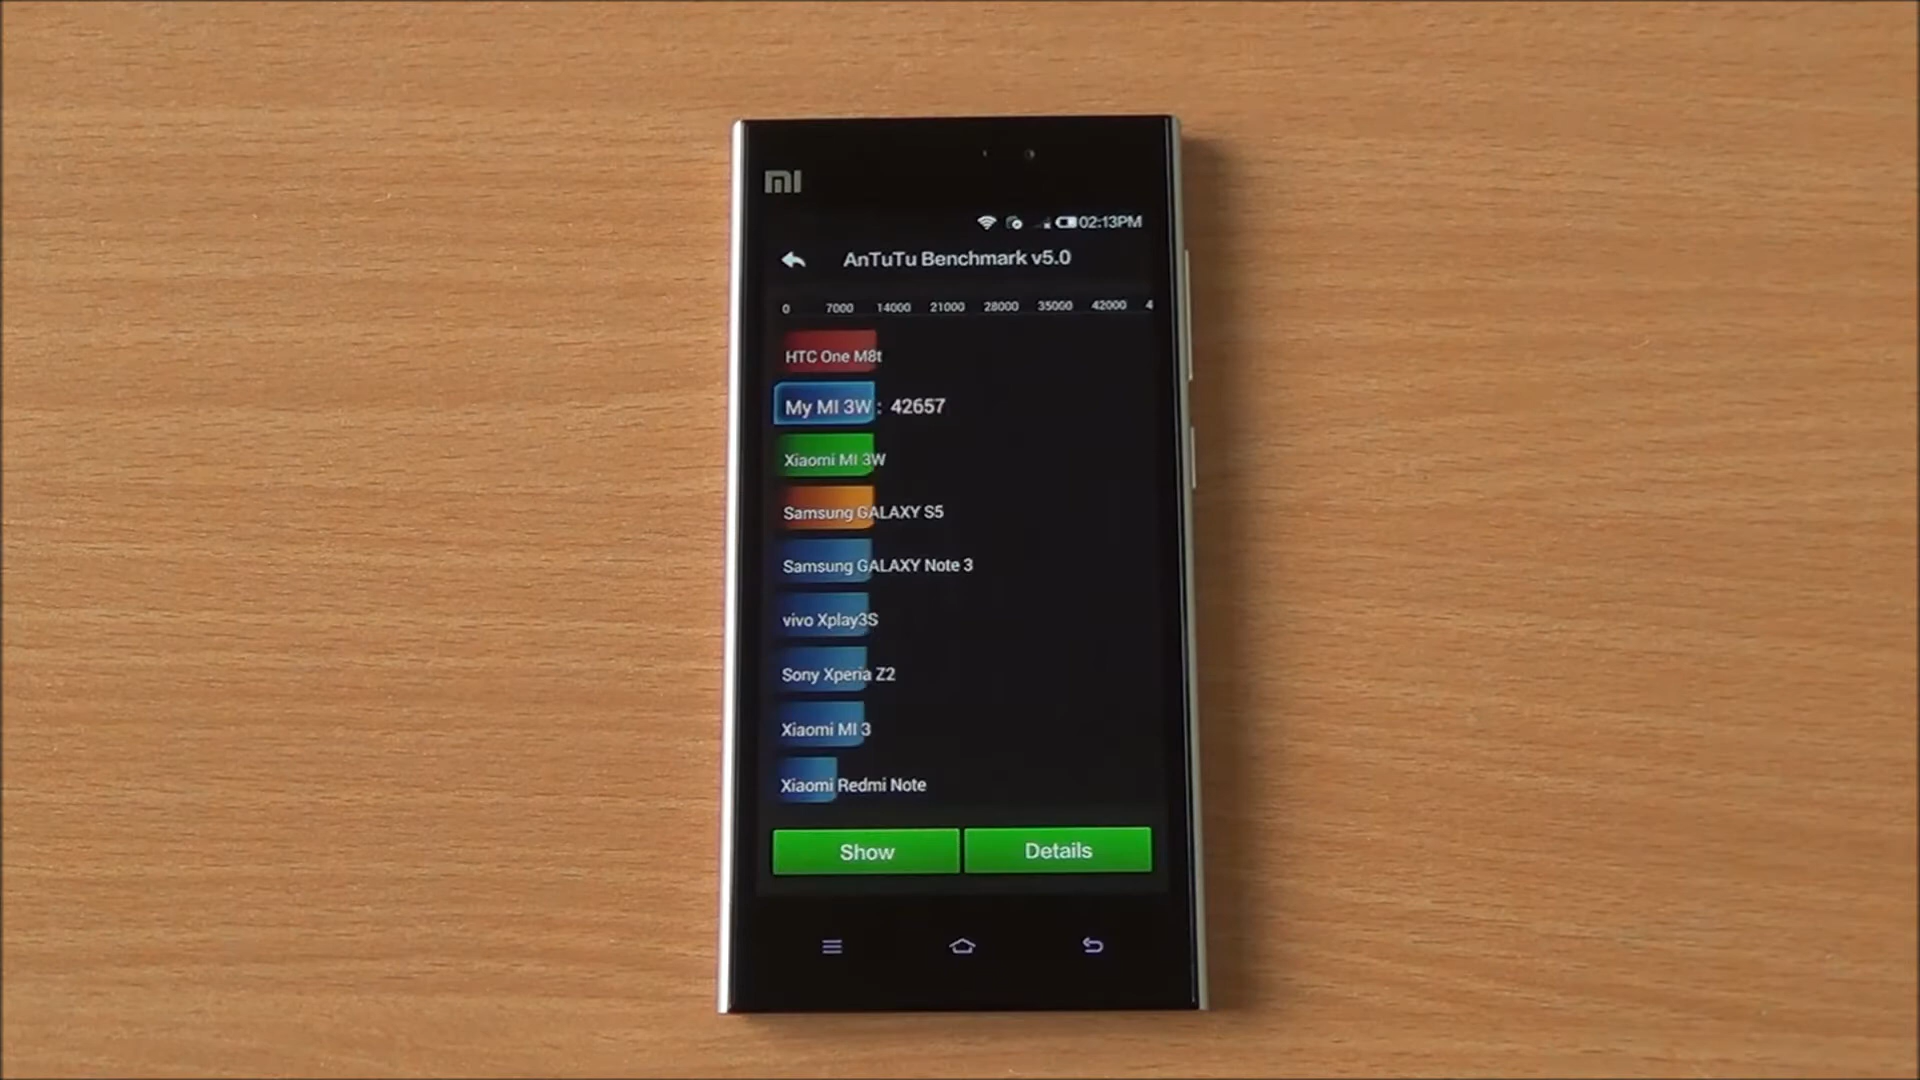 MI
02:13PM
AnTuTu Benchmark v5.0
0 7000 14000 21000 28000 35000 42000 4
HTC One M8t
My MI 3W : 42657
Xiaomi MI 3W
Samsung GALAXY S5
Samsung GALAXY Note 3
vivo Xplay3S
Sony Xperia Z2
Xiaomi MI 3
Xiaomi Redmi Note
Show Details